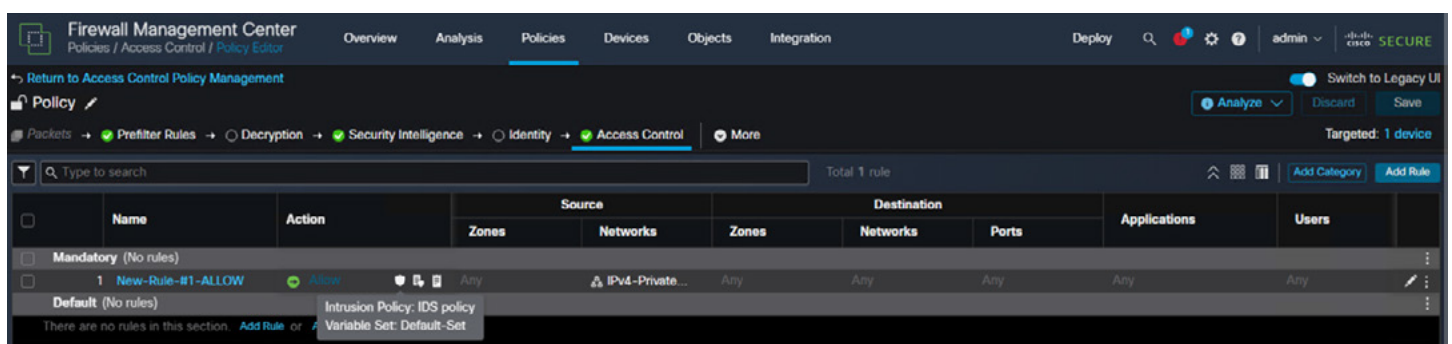 Firewall Management Center
Policies / Access Control / Policy Editor
Overview Analysis Policies Devices Objects Integration Deploy admin cisco SECURE
Return to Access Control Policy Management Switch to Legacy UI
Policy Analyze Discard Save
Packets → Prefilter Rules → Decryption → Security Intelligence → Identity → Access Control More Targeted: 1 device
Type to search Total 1 rule Add Category Add Rule
Source Destination
Name Action Zones Networks Zones Networks Ports Applications Users
Mandatory (No rules)
1 New-Rule-#1-ALLOW Allow Any IPv4-Private... Any Any Any Any Any
Default (No rules)
Intrusion Policy: IDS policy
Variable Set: Default-Set
There are no rules in this section. Add Rule or